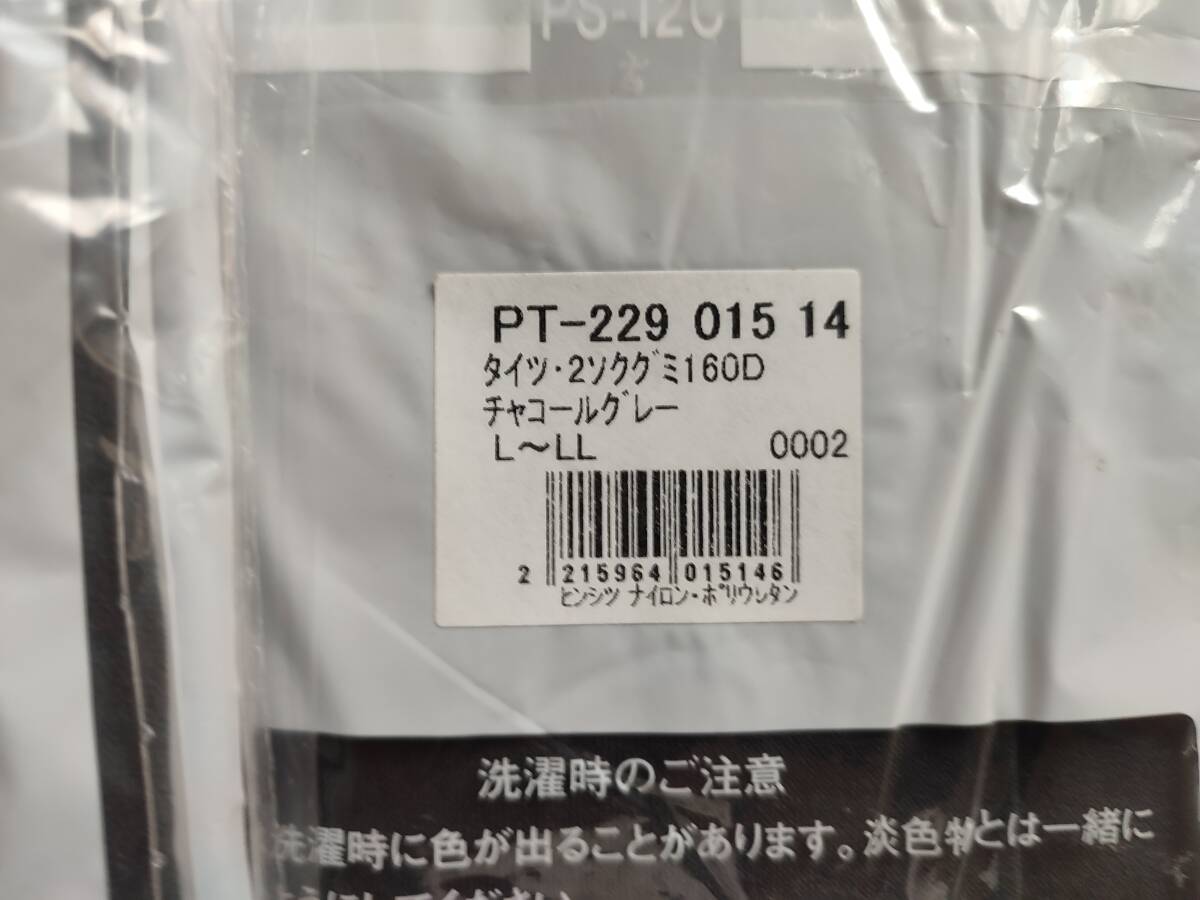 PS-12C
PT-229 015 14
タイツ・2ソクグミ160D
チャコールグレー
L～LL 0002
2 215964 015146
ヒンシツ ナイロン・ポリウレタン
洗濯時のご注意
洗濯時に色が出ることがあります。淡色物とは一緒に